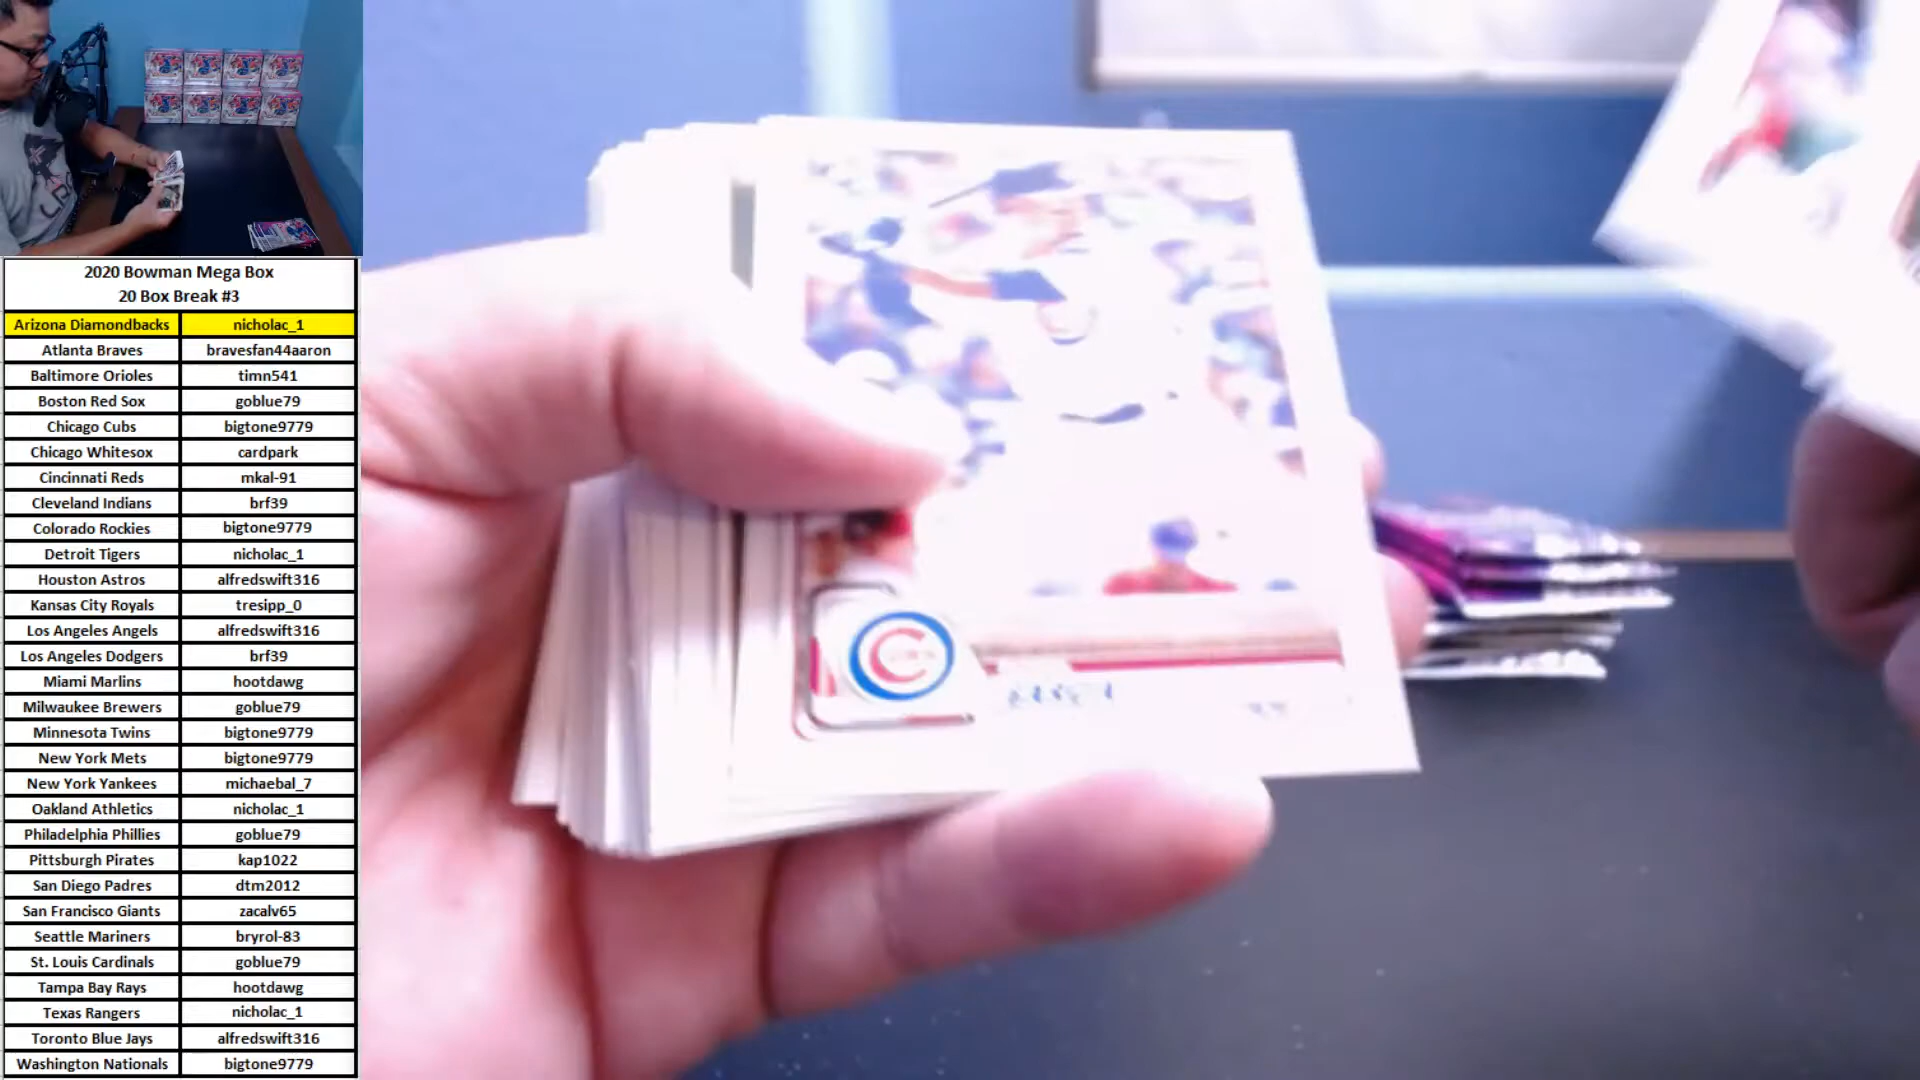 2020 Bowman Mega Box
20 Box Break #3
Arizona Diamondbacks nicholac_1
Atlanta Braves bravesfan44aaron
Baltimore Orioles timn541
Boston Red Sox goblue79
Chicago Cubs bigtone9779
Chicago Whitesox cardpark
Cincinnati Reds mkal-91
Cleveland Indians brf39
Colorado Rockies bigtone9779
Detroit Tigers nicholac_1
Houston Astros alfredswift316
Kansas City Royals tresipp_0
Los Angeles Angels alfredswift316
Los Angeles Dodgers brf39
Miami Marlins hootdawg
Milwaukee Brewers goblue79
Minnesota Twins bigtone9779
New York Mets bigtone9779
New York Yankees michaebal_7
Oakland Athletics nicholac_1
Philadelphia Phillies goblue79
Pittsburgh Pirates kap1022
San Diego Padres dtm2012
San Francisco Giants zacalv65
Seattle Mariners bryrol-83
St. Louis Cardinals goblue79
Tampa Bay Rays hootdawg
Texas Rangers nicholac_1
Toronto Blue Jays alfredswift316
Washington Nationals bigtone9779